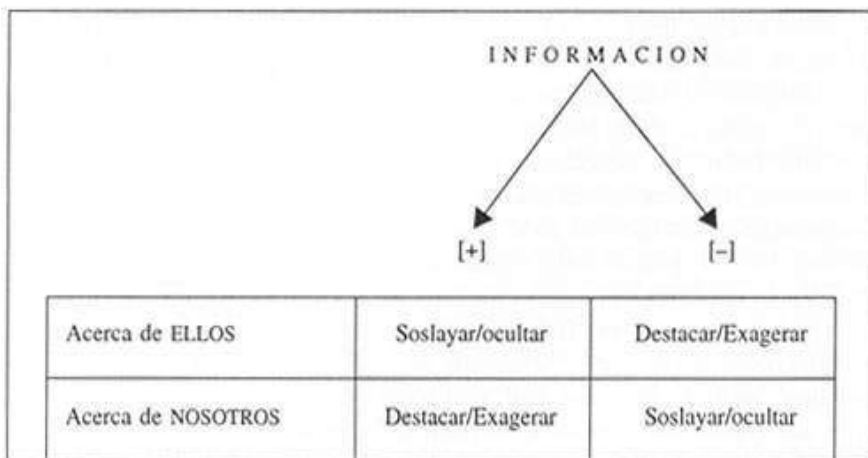 INFORMACION
[+] [–]
Acerca de ELLOS Soslayar/ocultar Destacar/Exagerar
Acerca de NOSOTROS Destacar/Exagerar Soslayar/ocultar